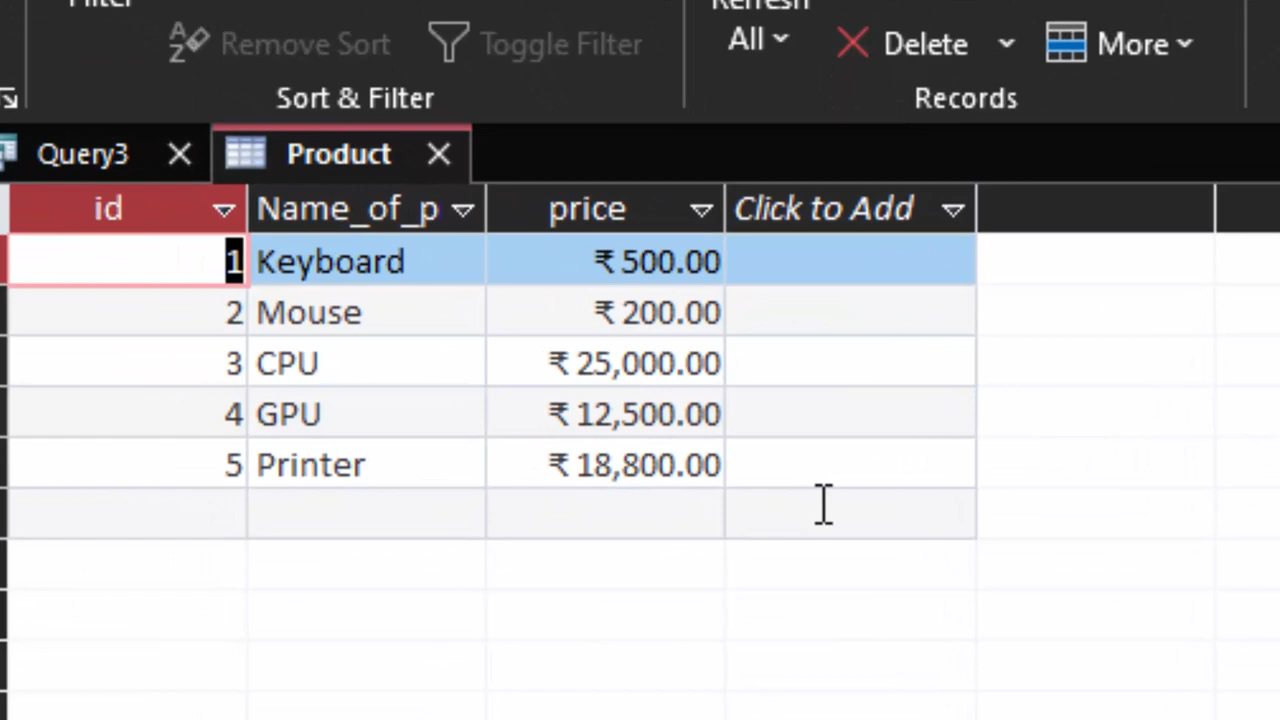 Filter
Refresh
Remove Sort
Toggle Filter
All
Delete
More
Sort & Filter
Records
Query3
Product
id Name_of_p price Click to Add
1 Keyboard ₹ 500.00
2 Mouse ₹ 200.00
3 CPU ₹ 25,000.00
4 GPU ₹ 12,500.00
5 Printer ₹ 18,800.00